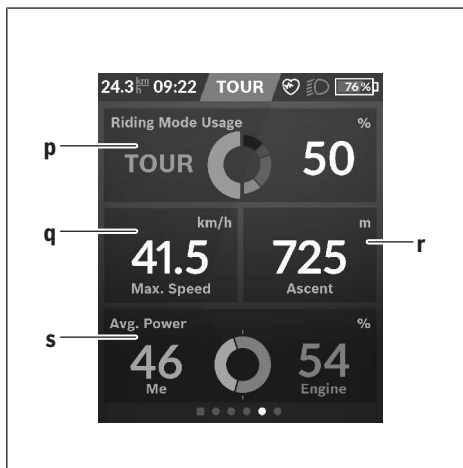 24.3 km/h 09:22 TOUR 76%
Riding Mode Usage %
p
TOUR 50
q
km/h m
r
41.5 725
Max. Speed Ascent
Avg. Power %
s
46 54
Me Engine